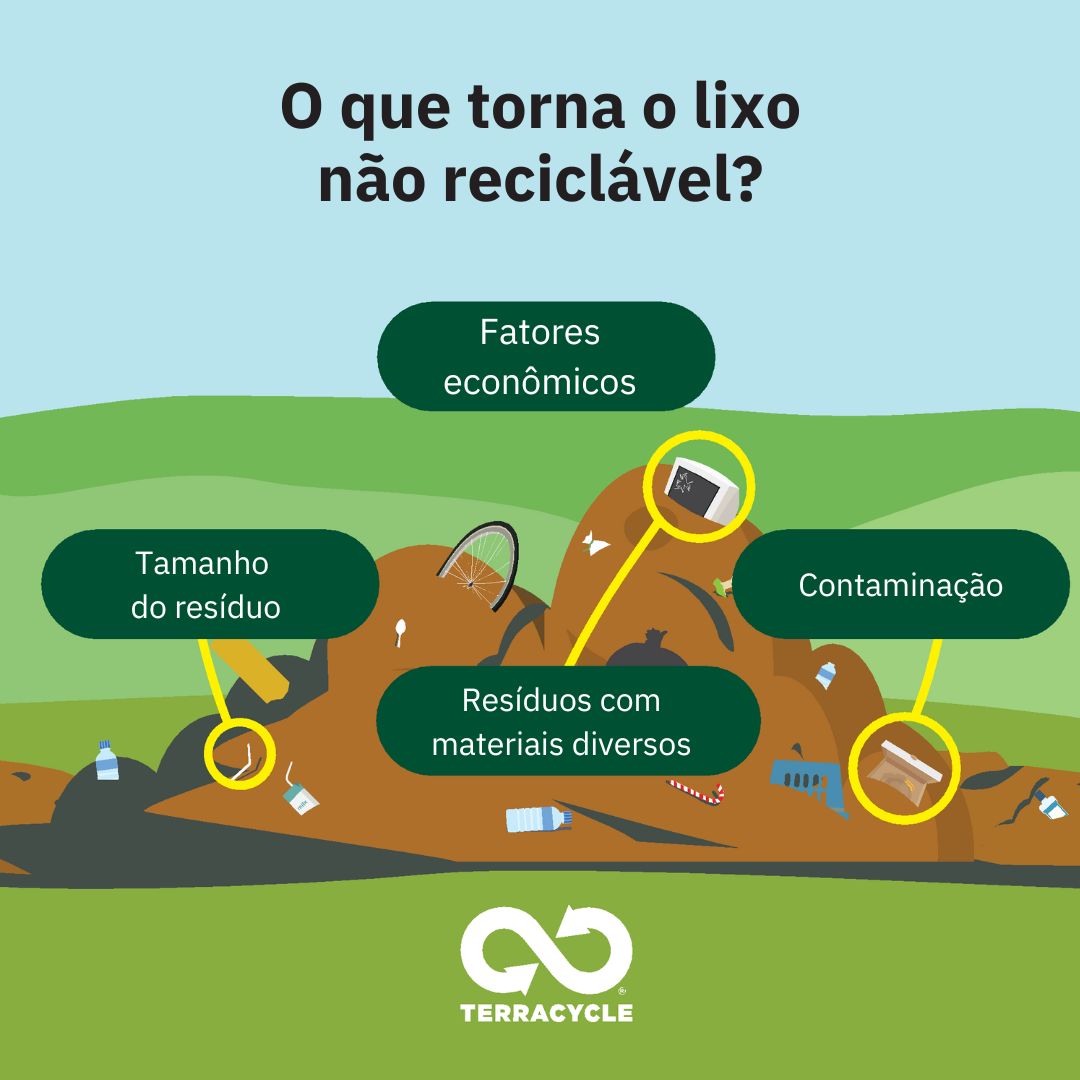 O que torna o lixo
não reciclável?
Fatores
econômicos
Tamanho
do resíduo
Contaminação
Resíduos com
materiais diversos
milk
TERRACYCLE
®